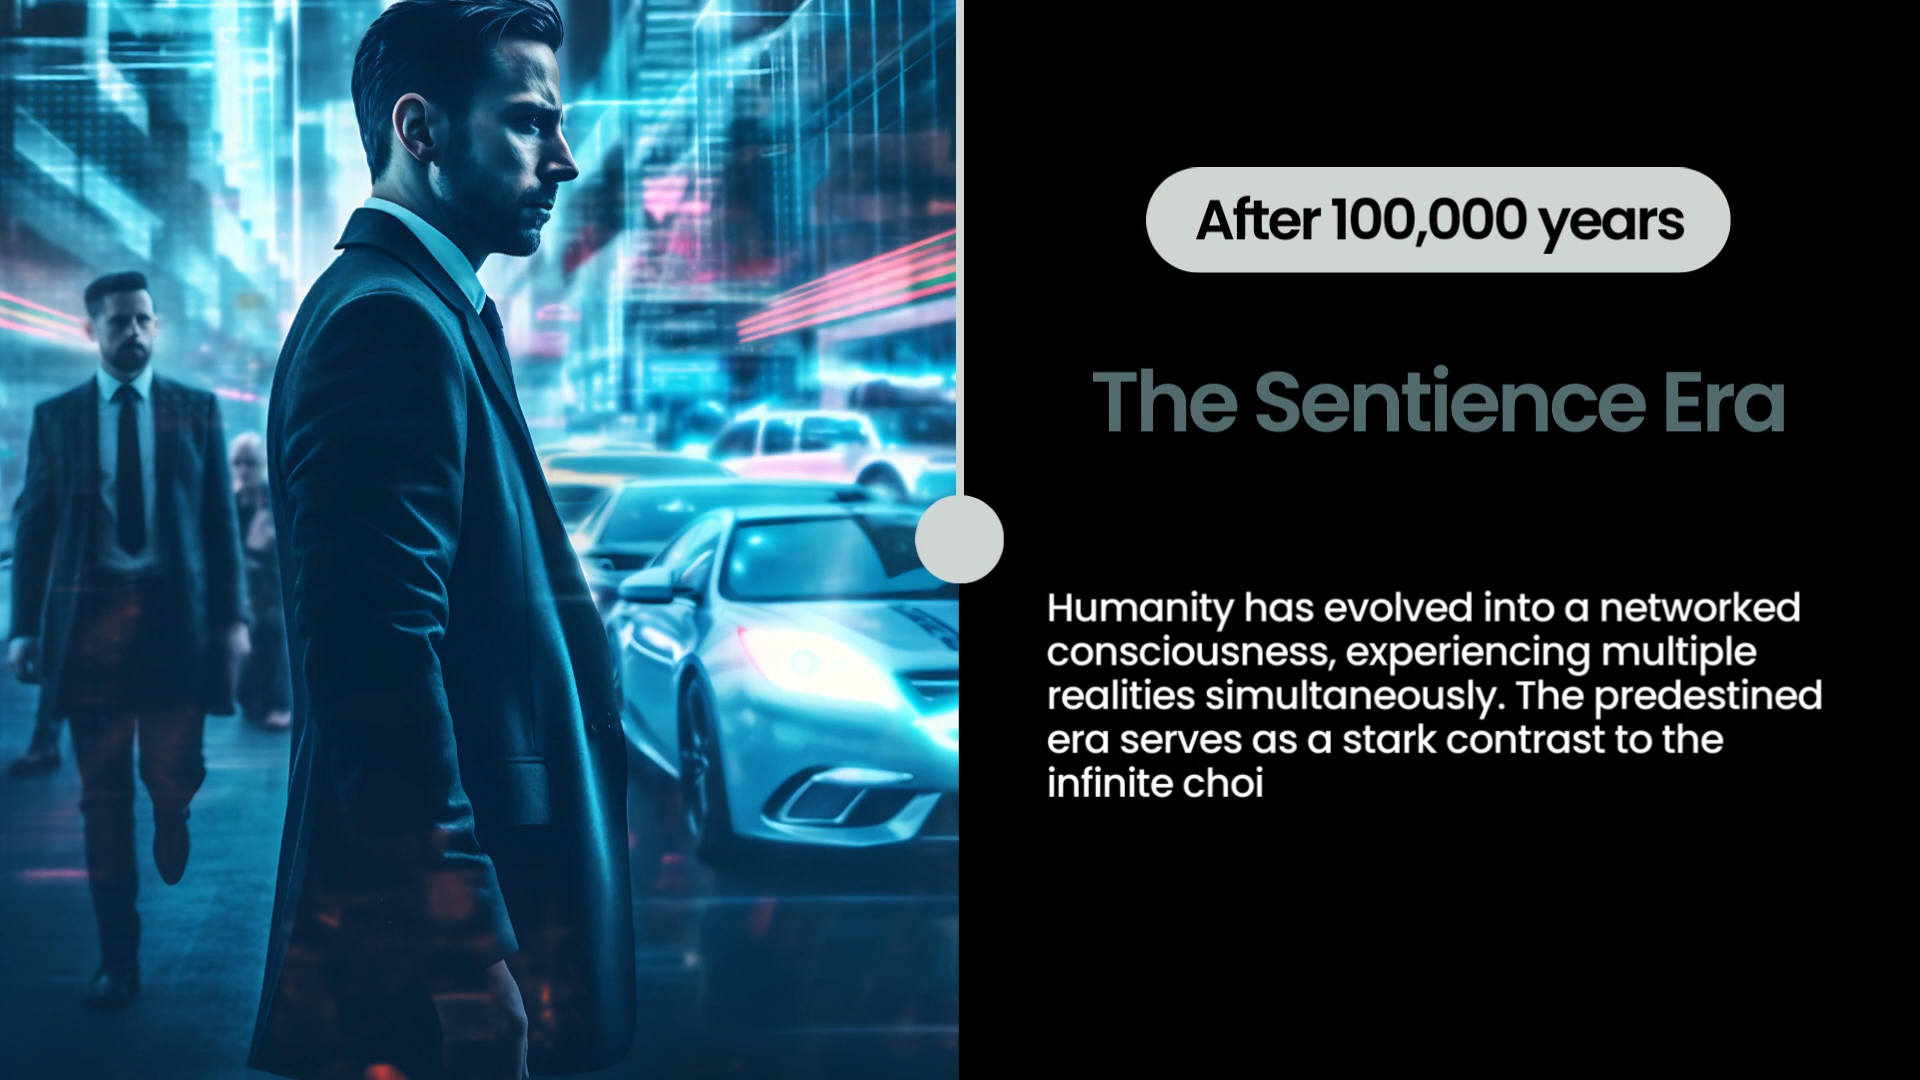 After 100,000 years
The Sentience Era
Humanity has evolved into a networked
consciousness, experiencing multiple
realities simultaneously. The predestined
era serves as a stark contrast to the
infinite choi